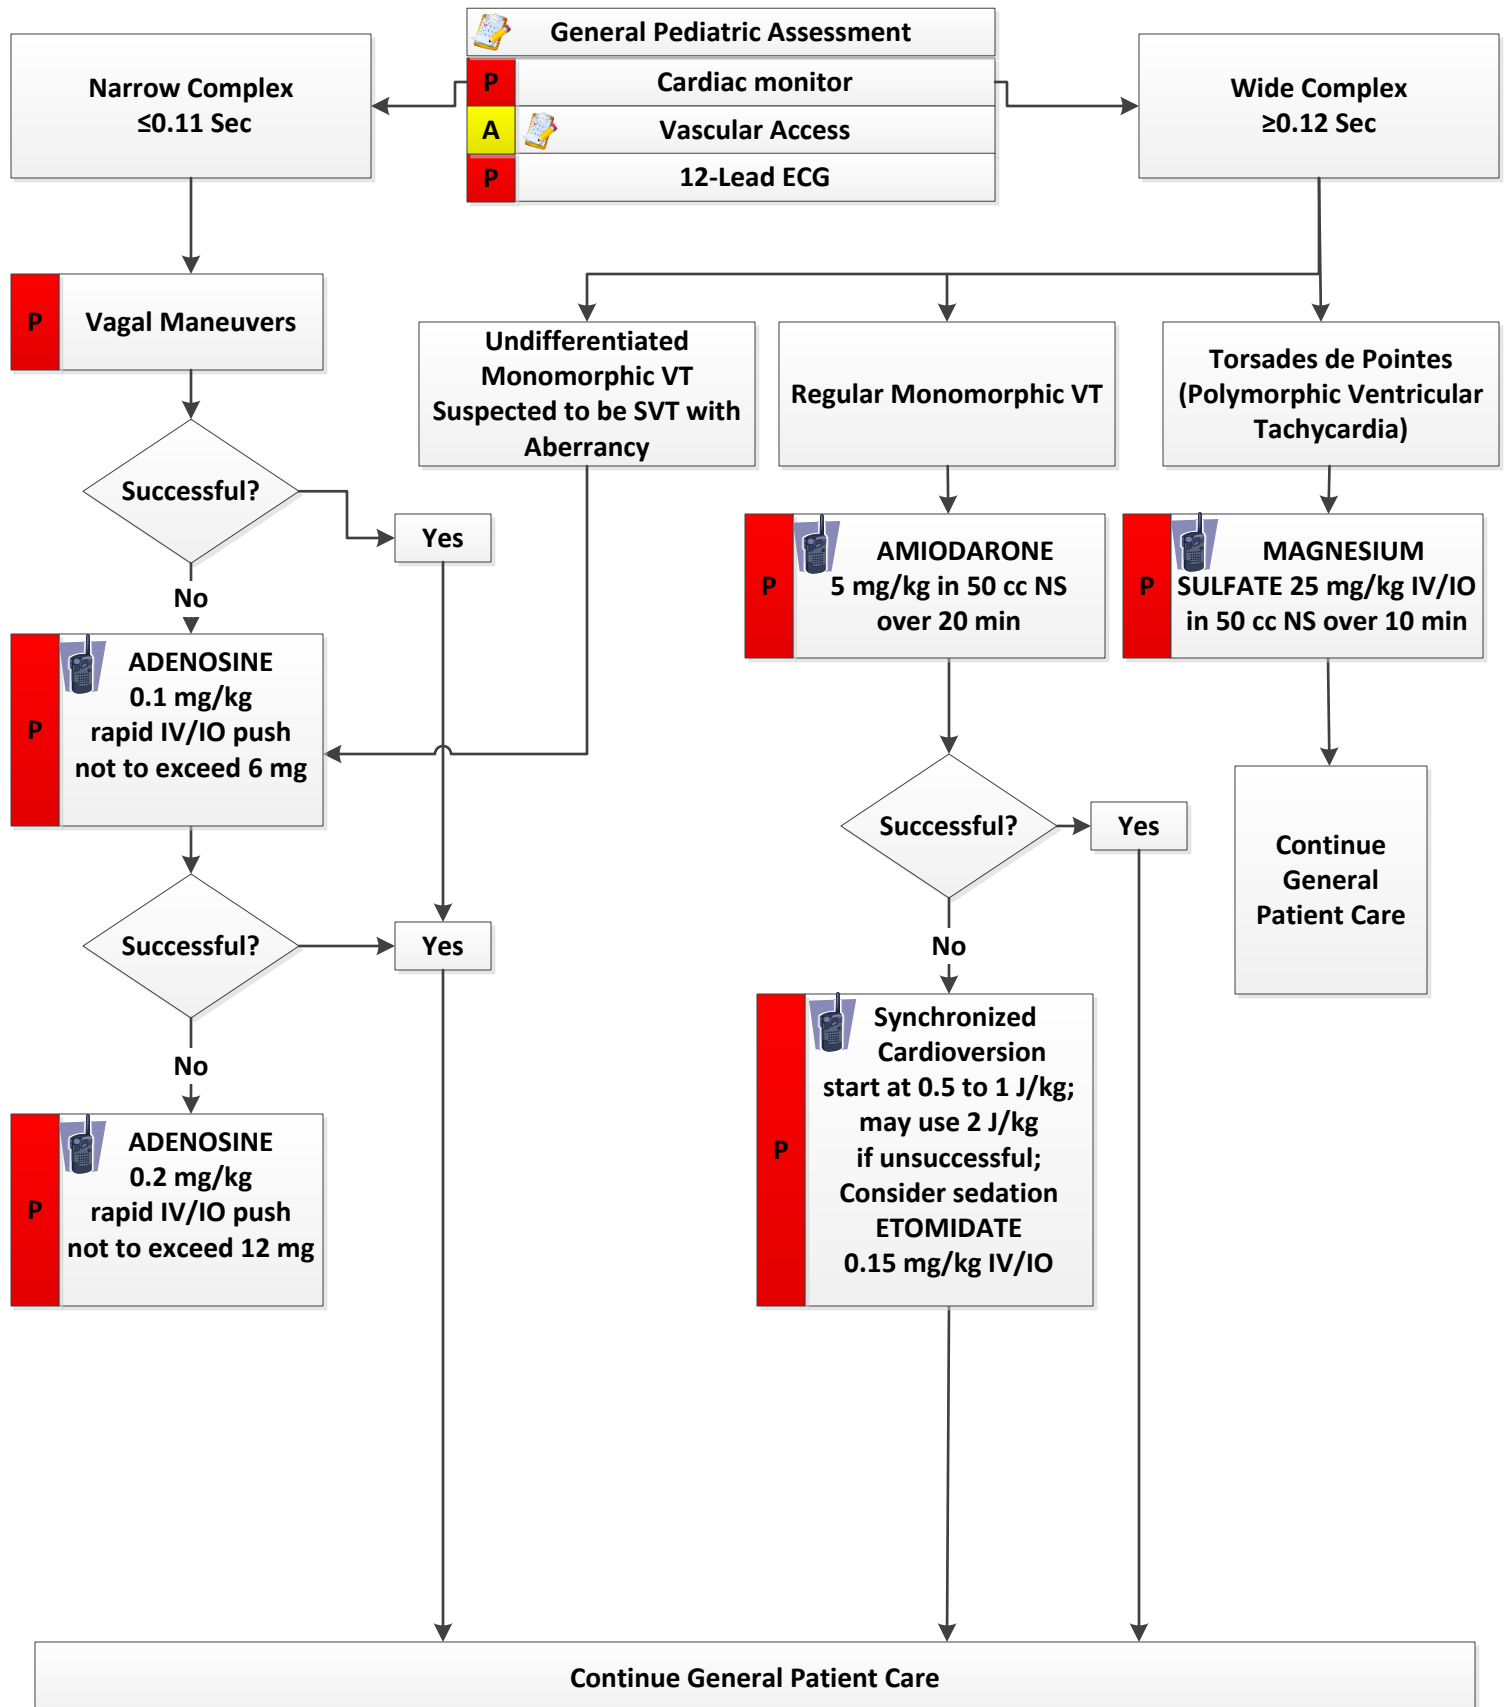 General Pediatric Assessment
P
Cardiac monitor
A
Vascular Access
P
12-Lead ECG
Narrow Complex
≤0.11 Sec
Wide Complex
≥0.12 Sec
P
Vagal Maneuvers
Successful?
Yes
No
P
ADENOSINE
0.1 mg/kg
rapid IV/IO push
not to exceed 6 mg
Successful?
Yes
No
P
ADENOSINE
0.2 mg/kg
rapid IV/IO push
not to exceed 12 mg
Undifferentiated
Monomorphic VT
Suspected to be SVT with
Aberrancy
Regular Monomorphic VT
P
AMIODARONE
5 mg/kg in 50 cc NS
over 20 min
Successful?
Yes
No
P
Synchronized
Cardioversion
start at 0.5 to 1 J/kg;
may use 2 J/kg
if unsuccessful;
Consider sedation
ETOMIDATE
0.15 mg/kg IV/IO
Torsades de Pointes
(Polymorphic Ventricular
Tachycardia)
P
MAGNESIUM
SULFATE 25 mg/kg IV/IO
in 50 cc NS over 10 min
Continue
General
Patient Care
Continue General Patient Care